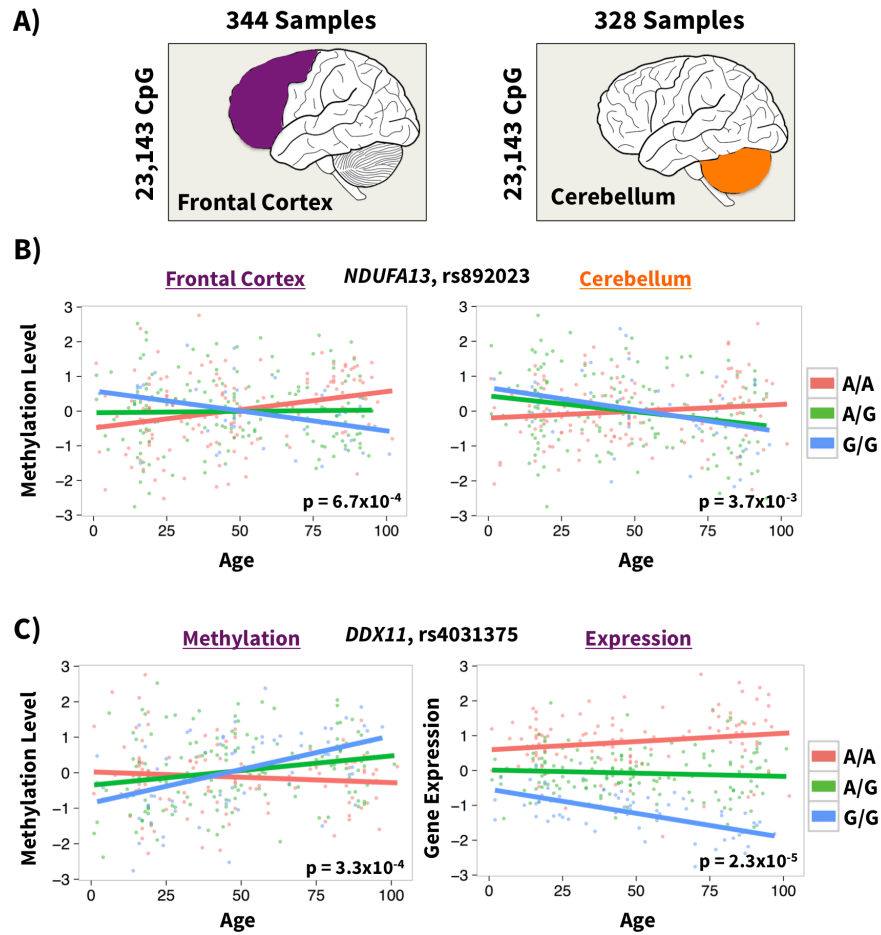 A)
344 Samples
328 Samples
23,143 CpG
Frontal Cortex
23,143 CpG
Cerebellum
B)
Frontal Cortex
NDUFA13, rs892023
Cerebellum
Methylation Level
3
2
1
0
−1
−2
−3
p = 6.7x10-4
0 25 50 75 100
Age
3
2
1
0
−1
−2
−3
p = 3.7x10-3
0 25 50 75 100
Age
A/A
A/G
G/G
C)
Methylation
DDX11, rs4031375
Expression
Methylation Level
3
2
1
0
−1
−2
−3
p = 3.3x10-4
0 25 50 75 100
Age
Gene Expression
3
2
1
0
−1
−2
−3
p = 2.3x10-5
0 25 50 75 100
Age
A/A
A/G
G/G